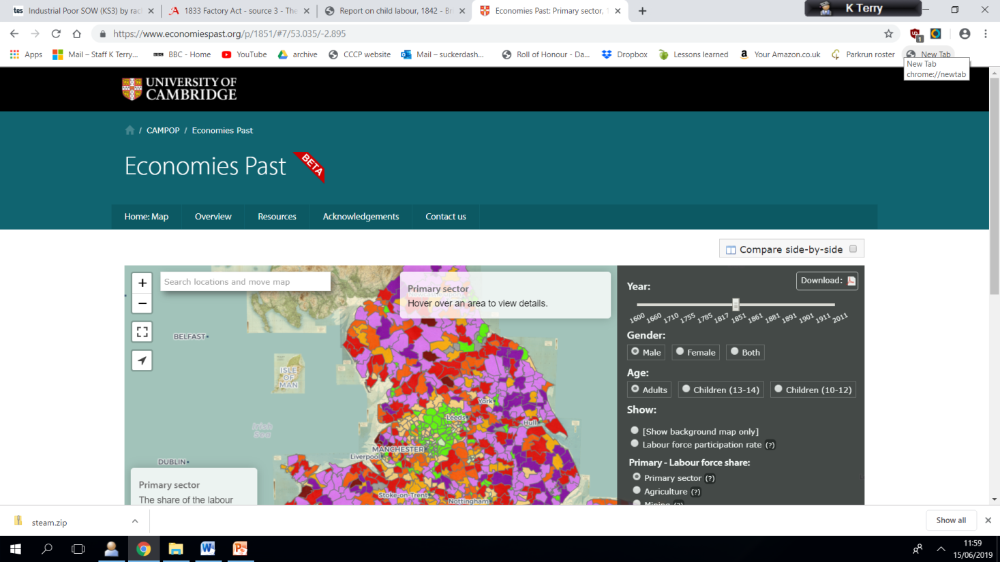 tes Industrial Poor SOW (KS3) by rac
1833 Factory Act - source 3 - The
Report on child labour, 1842 - Bri
Economies Past: Primary sector, 1
K Terry
https://www.economiespast.org/p/1851/#7/53.035/-2.895
1
Apps
Mail – Staff K Terry...
BBC BBC - Home
YouTube
archive
CCCP website
Mail – suckerdash...
Roll of Honour - Da...
Dropbox
Lessons learned
a Your Amazon.co.uk
Parkrun roster
New Tab
New Tab
chrome://newtab
UNIVERSITY OF
CAMBRIDGE
/ CAMPOP / Economies Past
Economies Past
BETA
Home: Map
Overview
Resources
Acknowledgements
Contact us
Compare side-by-side
+
−
Search locations and move map
Primary sector
Hover over an area to view details.
BELFAST
ISLE
OF
MAN
Irish
Sea
DUBLIN
York
Leeds
Hull
MANCHESTER
Liverpool
Stoke-on-Trent
Nottingham
Primary sector
The share of the labour
Download:
Year:
1600 1660 1710 1755 1785 1817 1851 1861 1881 1891 1901 1911 2011
Gender:
Male Female Both
Age:
Adults Children (13-14) Children (10-12)
Show:
[Show background map only]
Labour force participation rate (?)
Primary - Labour force share:
Primary sector (?)
Agriculture (?)
Mining (?)
steam.zip
Show all
11:59
15/06/2019